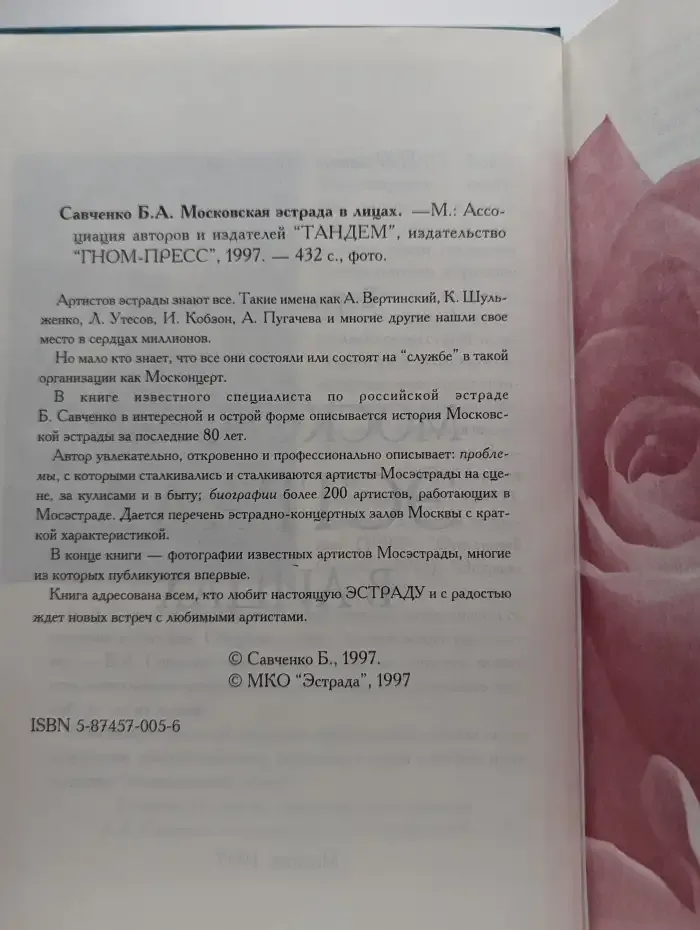 Савченко Б.А. Московская эстрада в лицах. —М.: Ассо-
циация авторов и издателей "ТАНДЕМ", издательство
"ГНОМ-ПРЕСС", 1997. — 432 с., фото.
Артистов эстрады знают все. Такие имена как А. Вертинский, К. Шуль-
женко, Л. Утесов, И. Кобзон, А. Пугачева и многие другие нашли свое
место в сердцах миллионов.
Но мало кто знает, что все они состояли или состоят на "службе" в такой
организации как Москонцерт.
В книге известного специалиста по российской эстраде
Б. Савченко в интересной и острой форме описывается история Московс-
кой эстрады за последние 80 лет.
Автор увлекательно, откровенно и профессионально описывает: пробле-
мы, с которыми сталкивались и сталкиваются артисты Мосэстрады на сце-
не, за кулисами и в быту; биографии более 200 артистов, работающих в
Мосэстраде. Дается перечень эстрадно-концертных залов Москвы с крат-
кой характеристикой.
В конце книги — фотографии известных артистов Мосэстрады, многие
из которых публикуются впервые.
Книга адресована всем, кто любит настоящую ЭСТРАДУ и с радостью
ждет новых встреч с любимыми артистами.
© Савченко Б., 1997.
© МКО "Эстрада", 1997
ISBN 5-87457-005-6